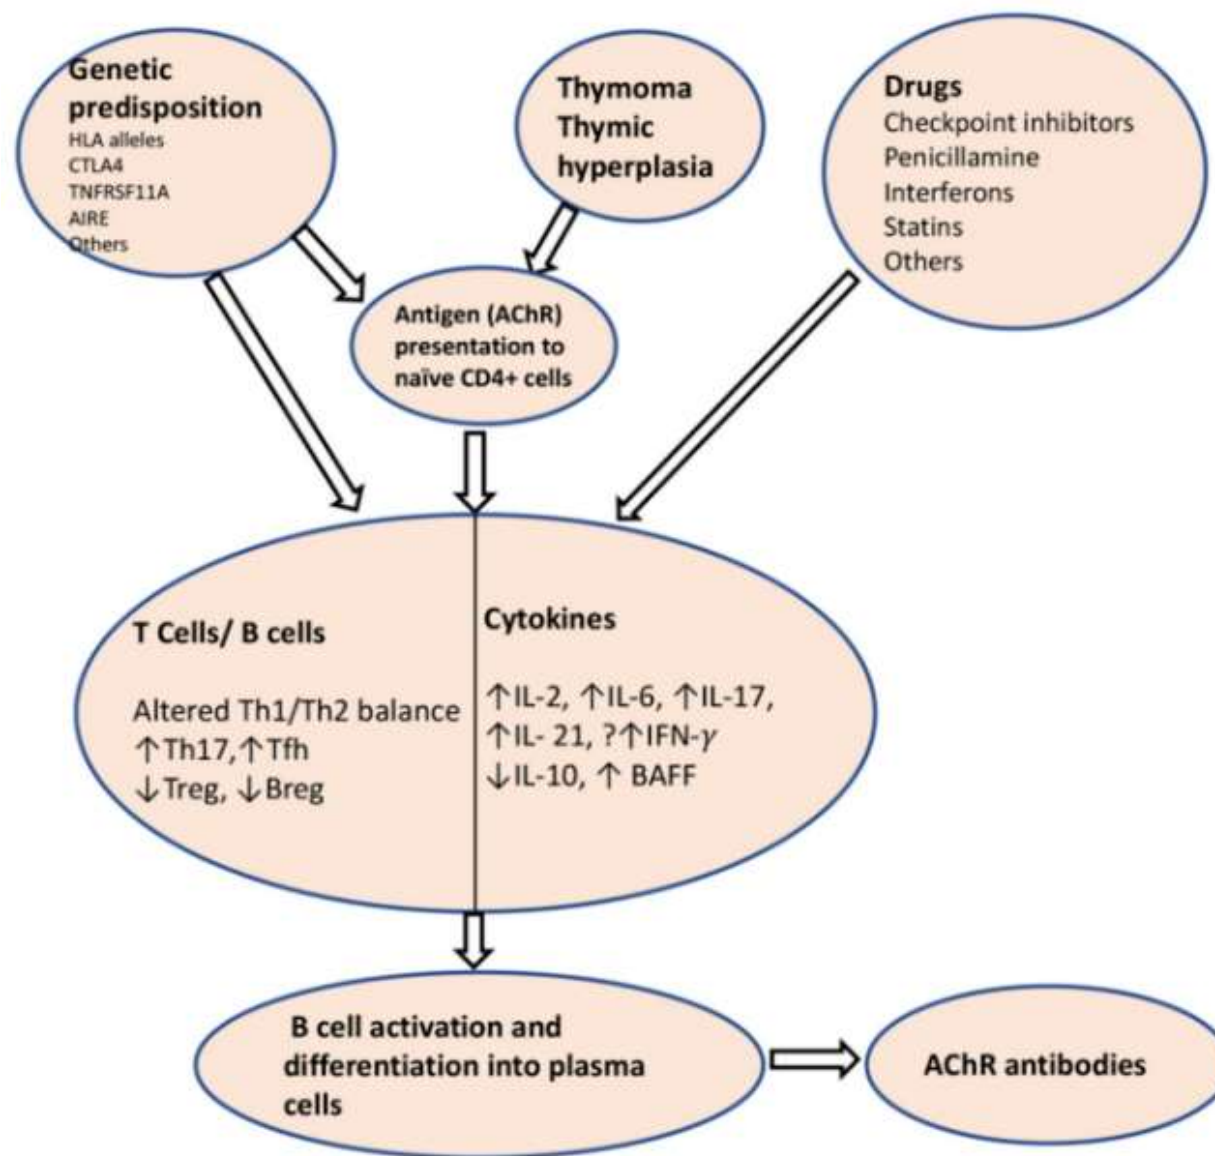 Genetic
predisposition
HLA alleles
CTLA4
TNFRSF11A
AIRE
Others
Thymoma
Thymic
hyperplasia
Drugs
Checkpoint inhibitors
Penicillamine
Interferons
Statins
Others
Antigen (AChR)
presentation to
naïve CD4+ cells
T Cells/ B cells
Altered Th1/Th2 balance
↑Th17,↑Tfh
↓Treg, ↓Breg
Cytokines
↑IL-2, ↑IL-6, ↑IL-17,
↑IL- 21, ?↑IFN-γ
↓IL-10, ↑ BAFF
B cell activation and
differentiation into plasma
cells
AChR antibodies